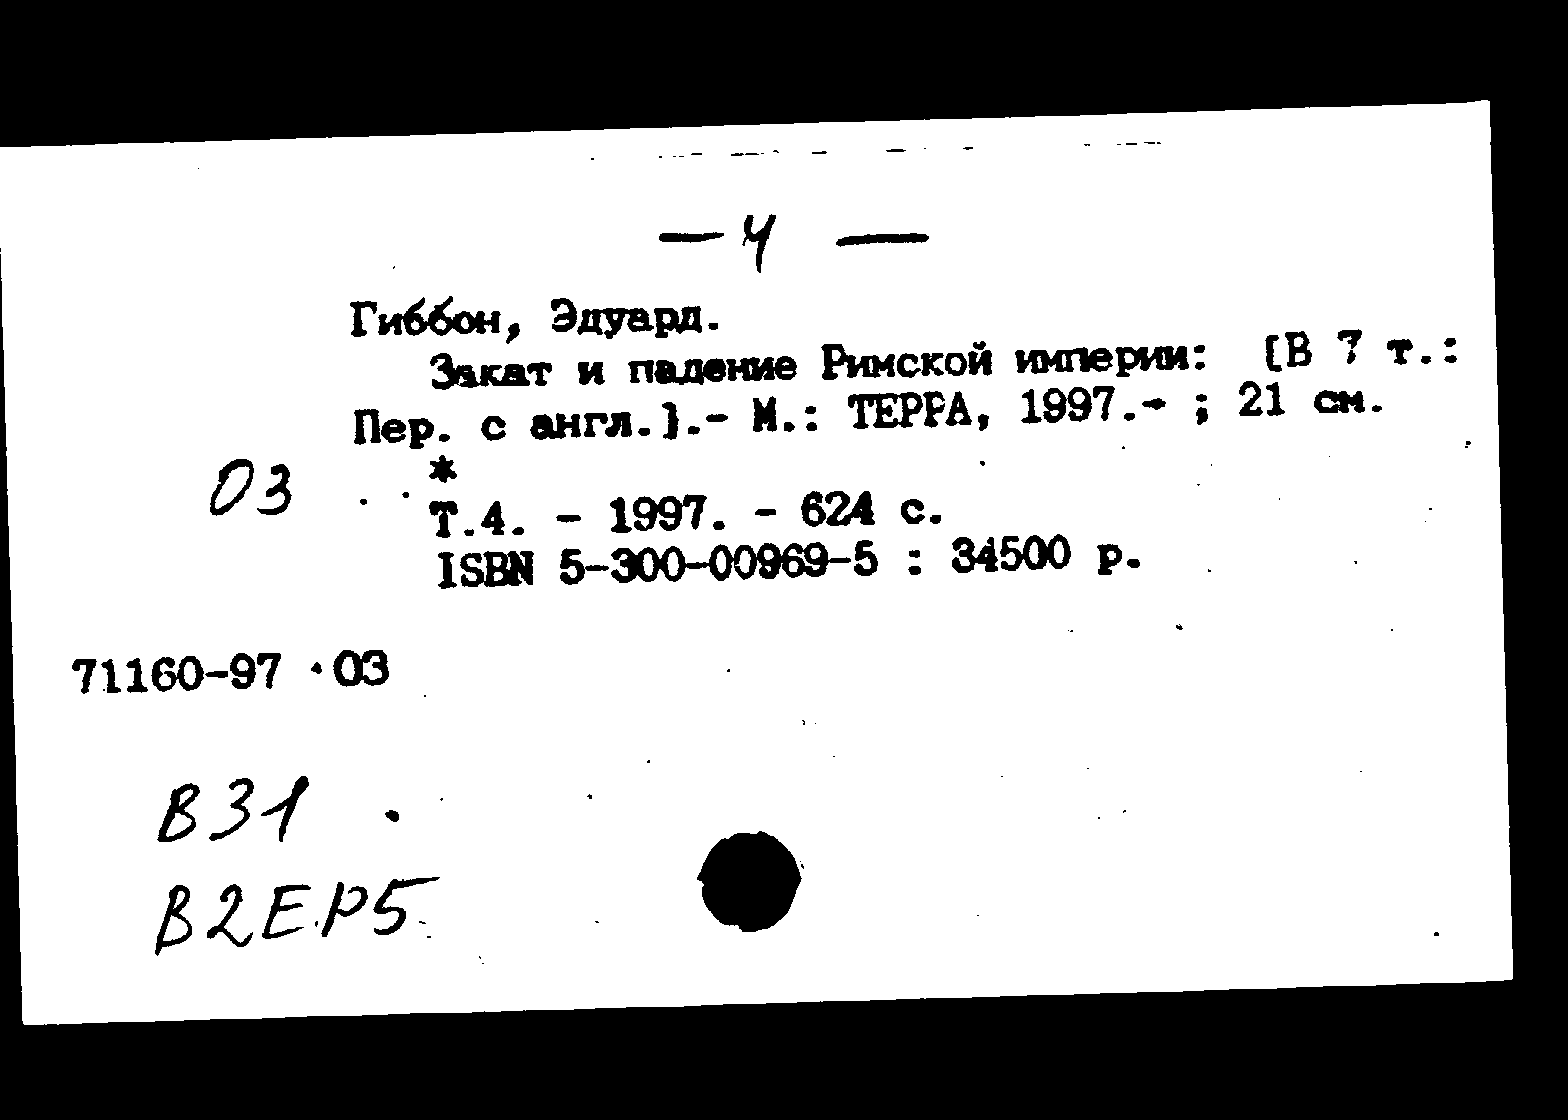 — 4 —
Гиббон, Эдуард.
Закат и падение Римской империи: [В 7 т.:
Пер. с англ.].- М.: ТЕРРА, 1997.- ; 21 см.
*
03
Т.4. - 1997. - 624 с.
ISBN 5-300-00969-5 : 34500 р.
71160-97 · 03
В31
В2ЕР5